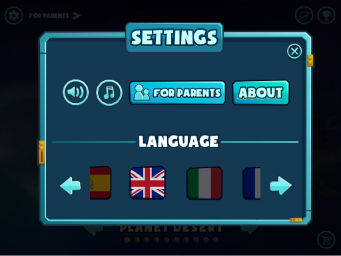 FOR PARENTS
SETTINGS
FOR PARENTS
ABOUT
LANGUAGE
PLANET DESERT